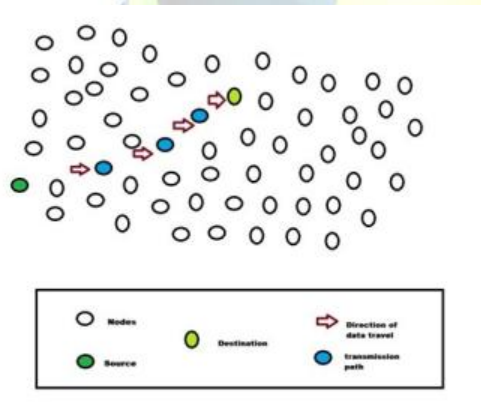 Nodes
Source
Destination
Direction of
data travel
transmission
path